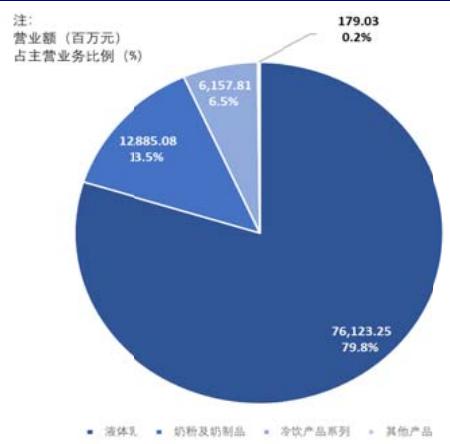 注：
营业额（百万元）
占主营业务比例（%）
179.03
0.2%
6,157.81
6.5%
12,885.08
13.5%
76,123.25
79.8%
液体乳 奶粉及奶制品 冷饮产品系列 其他产品